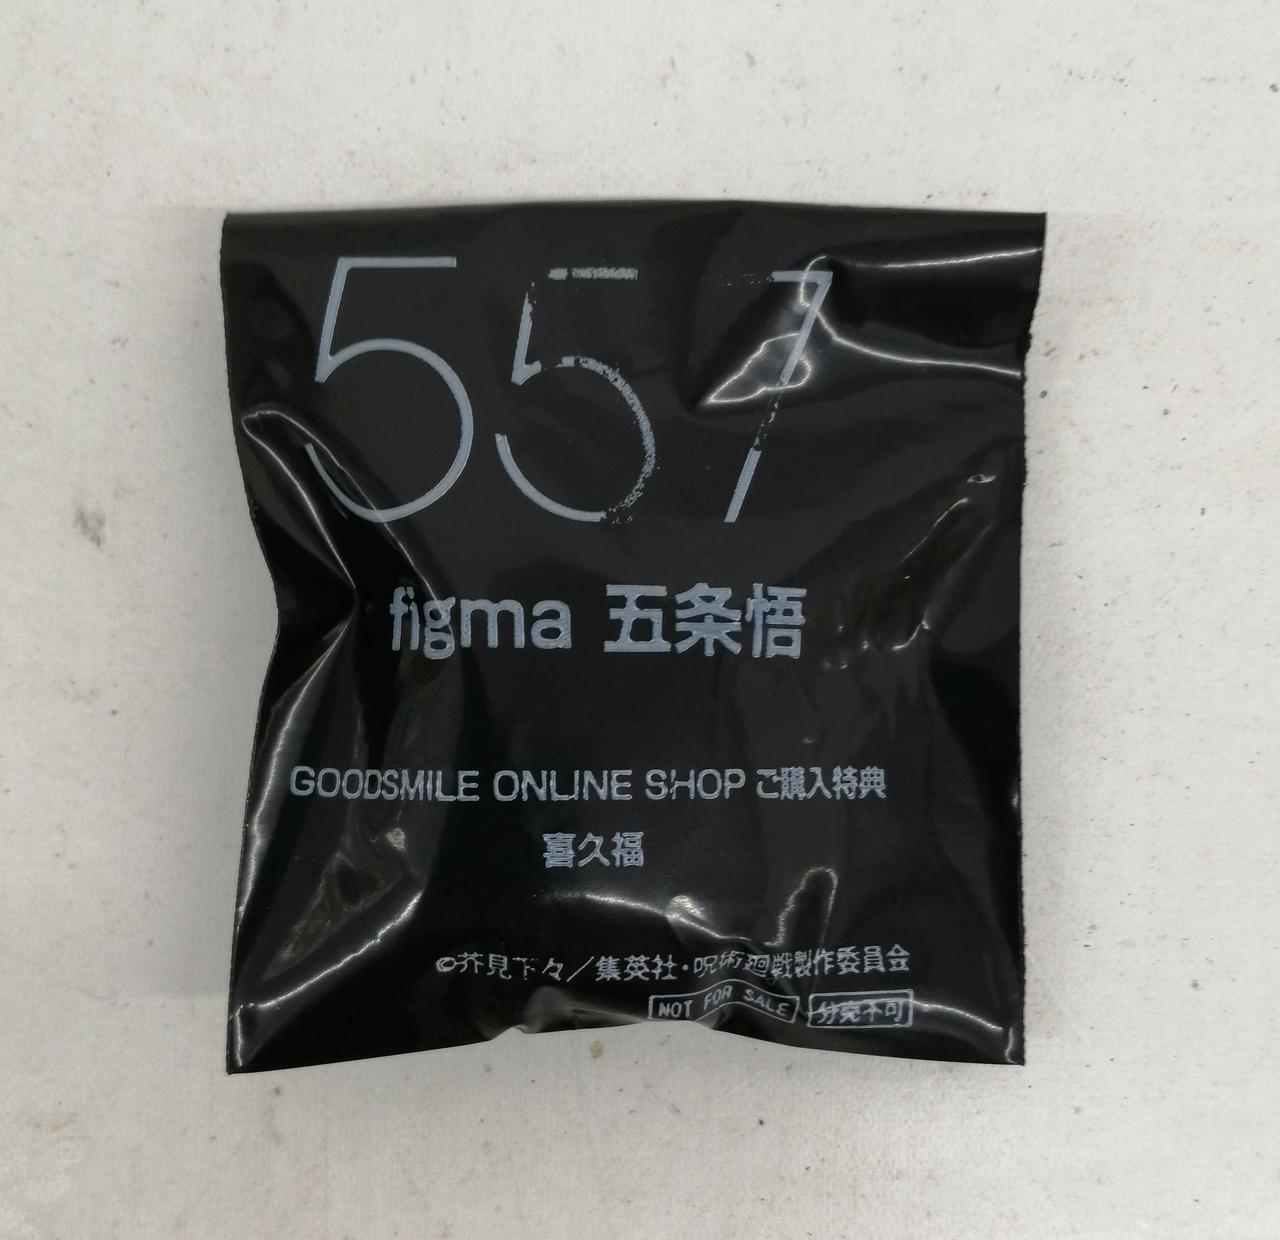 557
figma 五条悟
GOODSMILE ONLINE SHOP ご購入特典
喜久福
©芥見下々／集英社・呪術廻戦製作委員会
NOT FOR SALE 分売不可